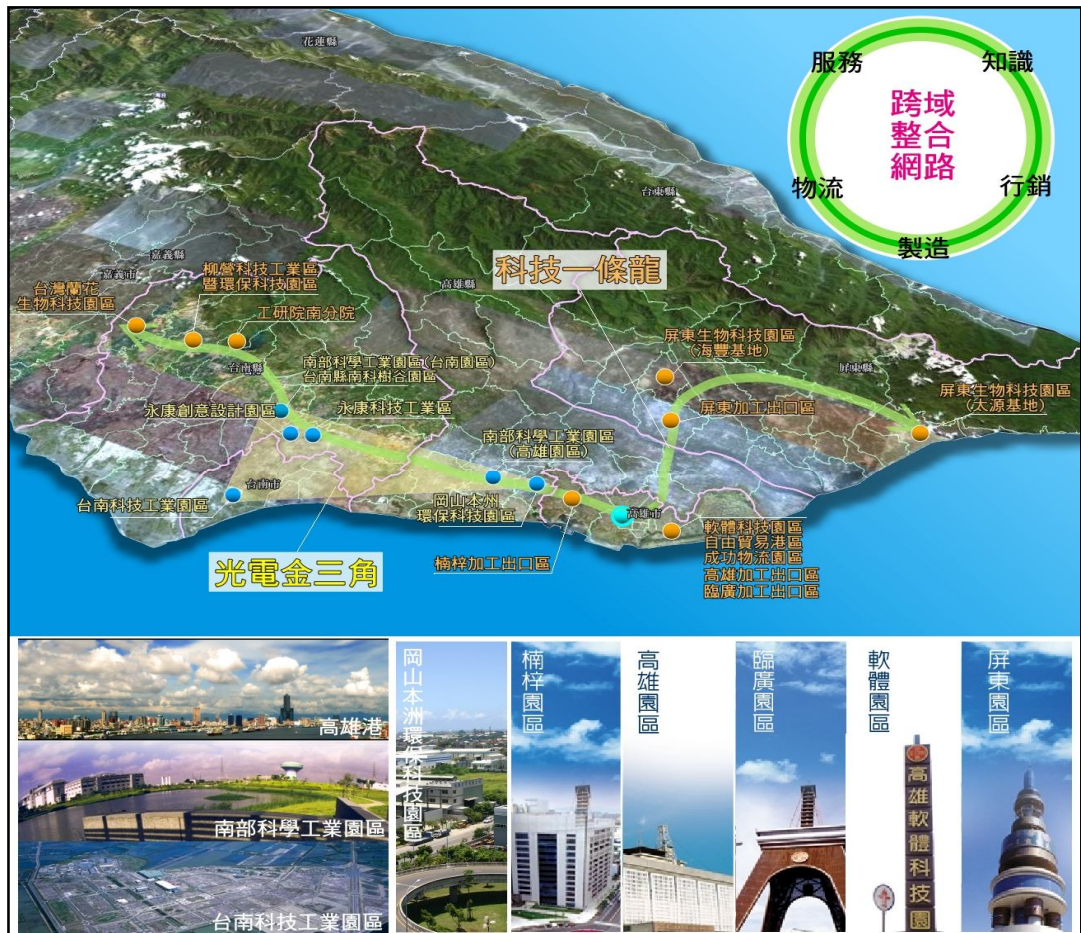 花蓮縣
服務
知識
跨域
整合
網路
物流
行銷
製造
台東縣
嘉義縣
嘉義市
柳營科技工業區
暨環保科技園區
台灣蘭花
生物科技園區
工研院南分院
科技一條龍
高雄縣
南部科學工業園區(台南園區)
台南縣南科樹谷園區
台南縣
屏東生物科技園區
(海豐基地)
屏東縣
屏東生物科技園區
(大源基地)
永康創意設計園區
永康科技工業區
屏東加工出口區
南部科學工業園區
(高雄園區)
台南科技工業園區
台南市
岡山本州
環保科技園區
高雄市
楠梓加工出口區
軟體科技園區
自由貿易港區
成功物流園區
高雄加工出口區
臨廣加工出口區
光電金三角
高雄港
南部科學工業園區
台南科技工業園區
岡山本洲環保科技園區
楠梓園區
高雄園區
臨廣園區
軟體園區
高雄軟體科技園
屏東園區